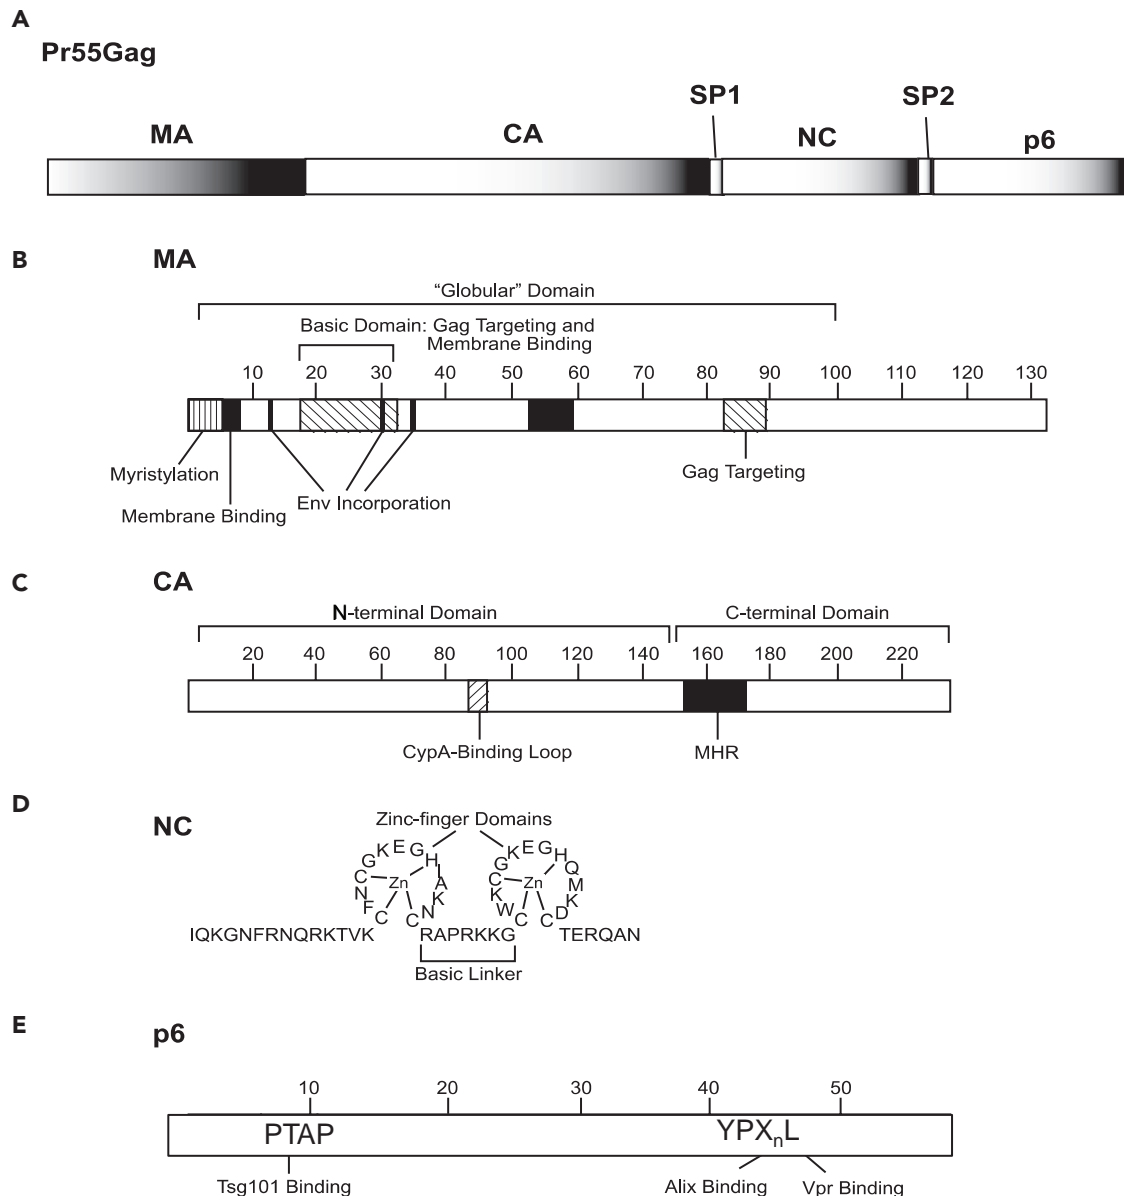 A
Pr55Gag
SP1
SP2
MA
CA
NC
p6
B
MA
“Globular” Domain
Basic Domain: Gag Targeting and
Membrane Binding
10 20 30 40 50 60 70 80 90 100 110 120 130
Myristylation
Gag Targeting
Env Incorporation
Membrane Binding
C
CA
N-terminal Domain
C-terminal Domain
20 40 60 80 100 120 140 160 180 200 220
CypA-Binding Loop
MHR
D
NC
Zinc-finger Domains
IQKGNFRNQRKTVK
C F N C G K E G H I A K N C
Zn
RAPRKKG
C W K C G K E G H Q M K D C
Zn
TERQAN
Basic Linker
E
p6
10 20 30 40 50
PTAP
YPXnL
Tsg101 Binding
Alix Binding
Vpr Binding